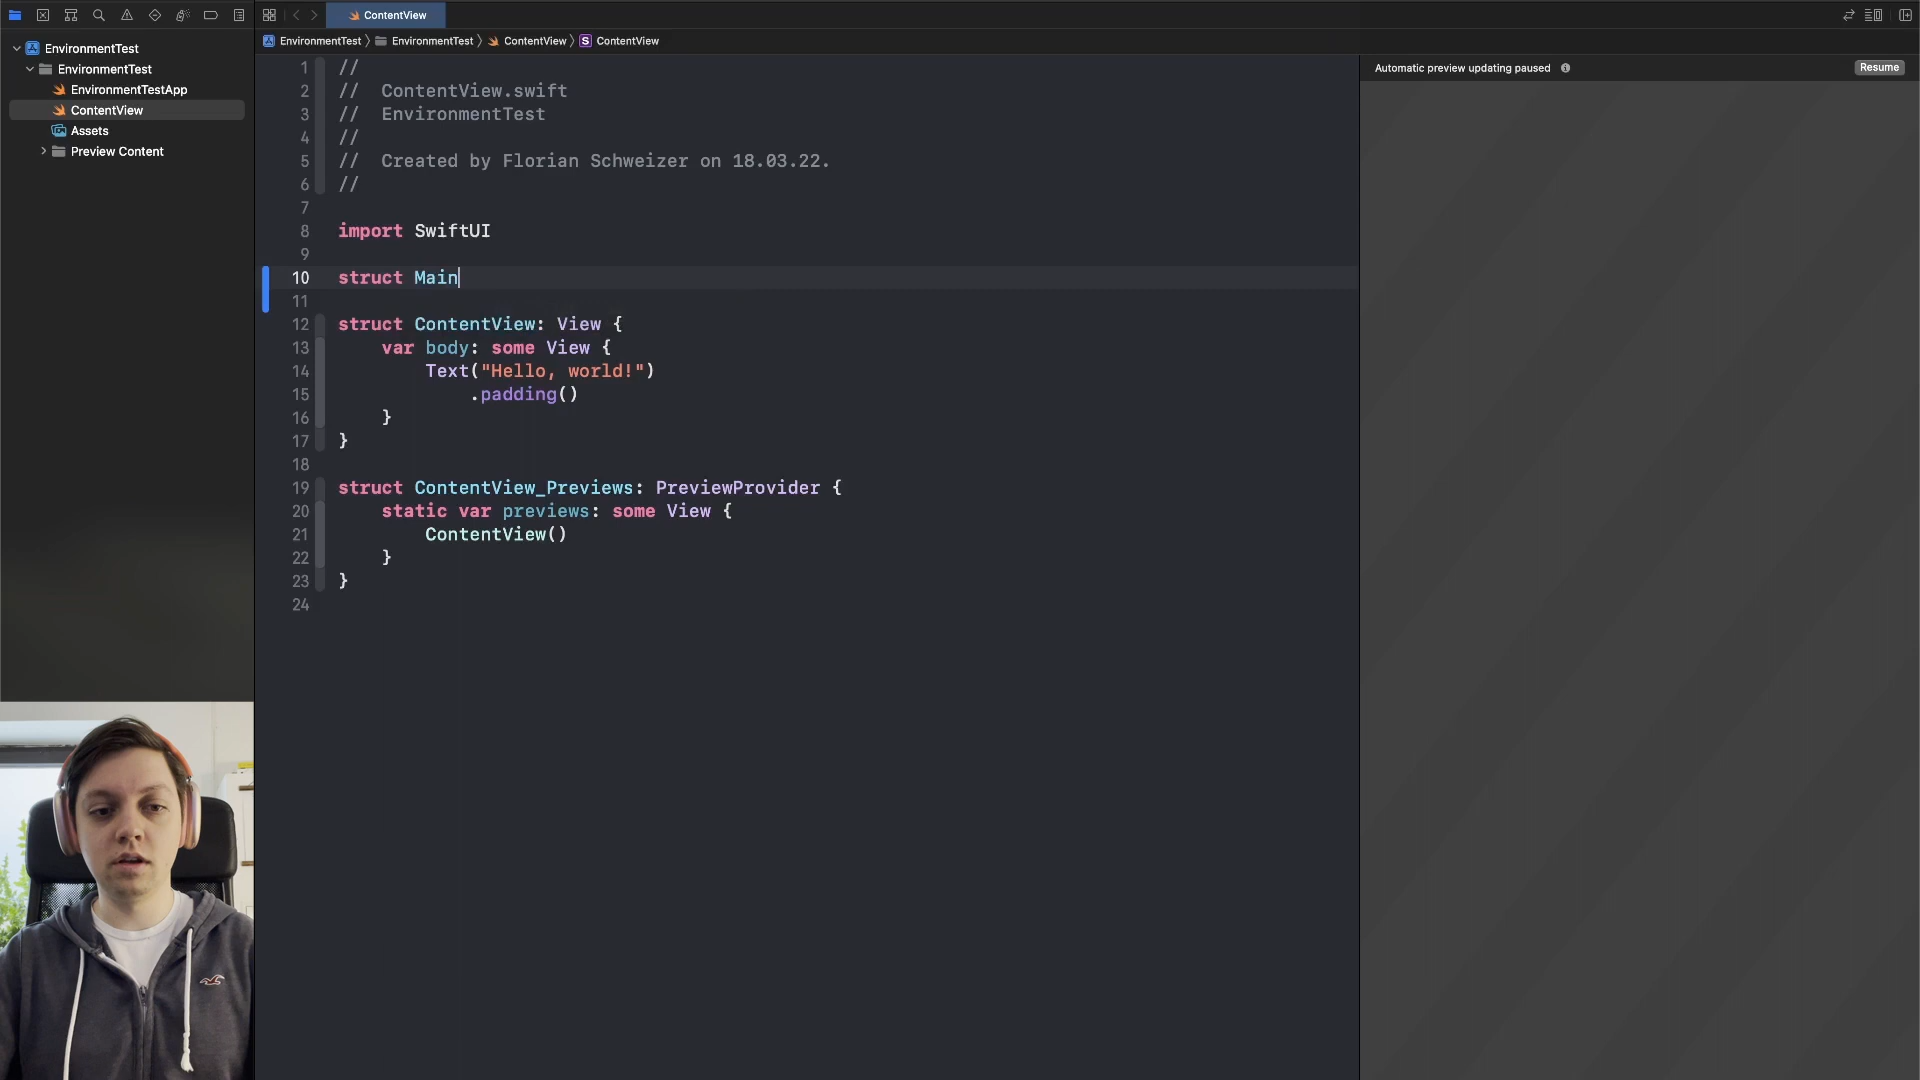 ContentView
EnvironmentTest
EnvironmentTest
EnvironmentTestApp
ContentView
Assets
Preview Content
EnvironmentTest
EnvironmentTest
ContentView
S ContentView
1 //
2 // ContentView.swift
3 // EnvironmentTest
4 //
5 // Created by Florian Schweizer on 18.03.22.
6 //
7
8 import SwiftUI
9
10 struct Main
11
12 struct ContentView: View {
13 var body: some View {
14 Text("Hello, world!")
15 .padding()
16 }
17 }
18
19 struct ContentView_Previews: PreviewProvider {
20 static var previews: some View {
21 ContentView()
22 }
23 }
24
Automatic preview updating paused
Resume